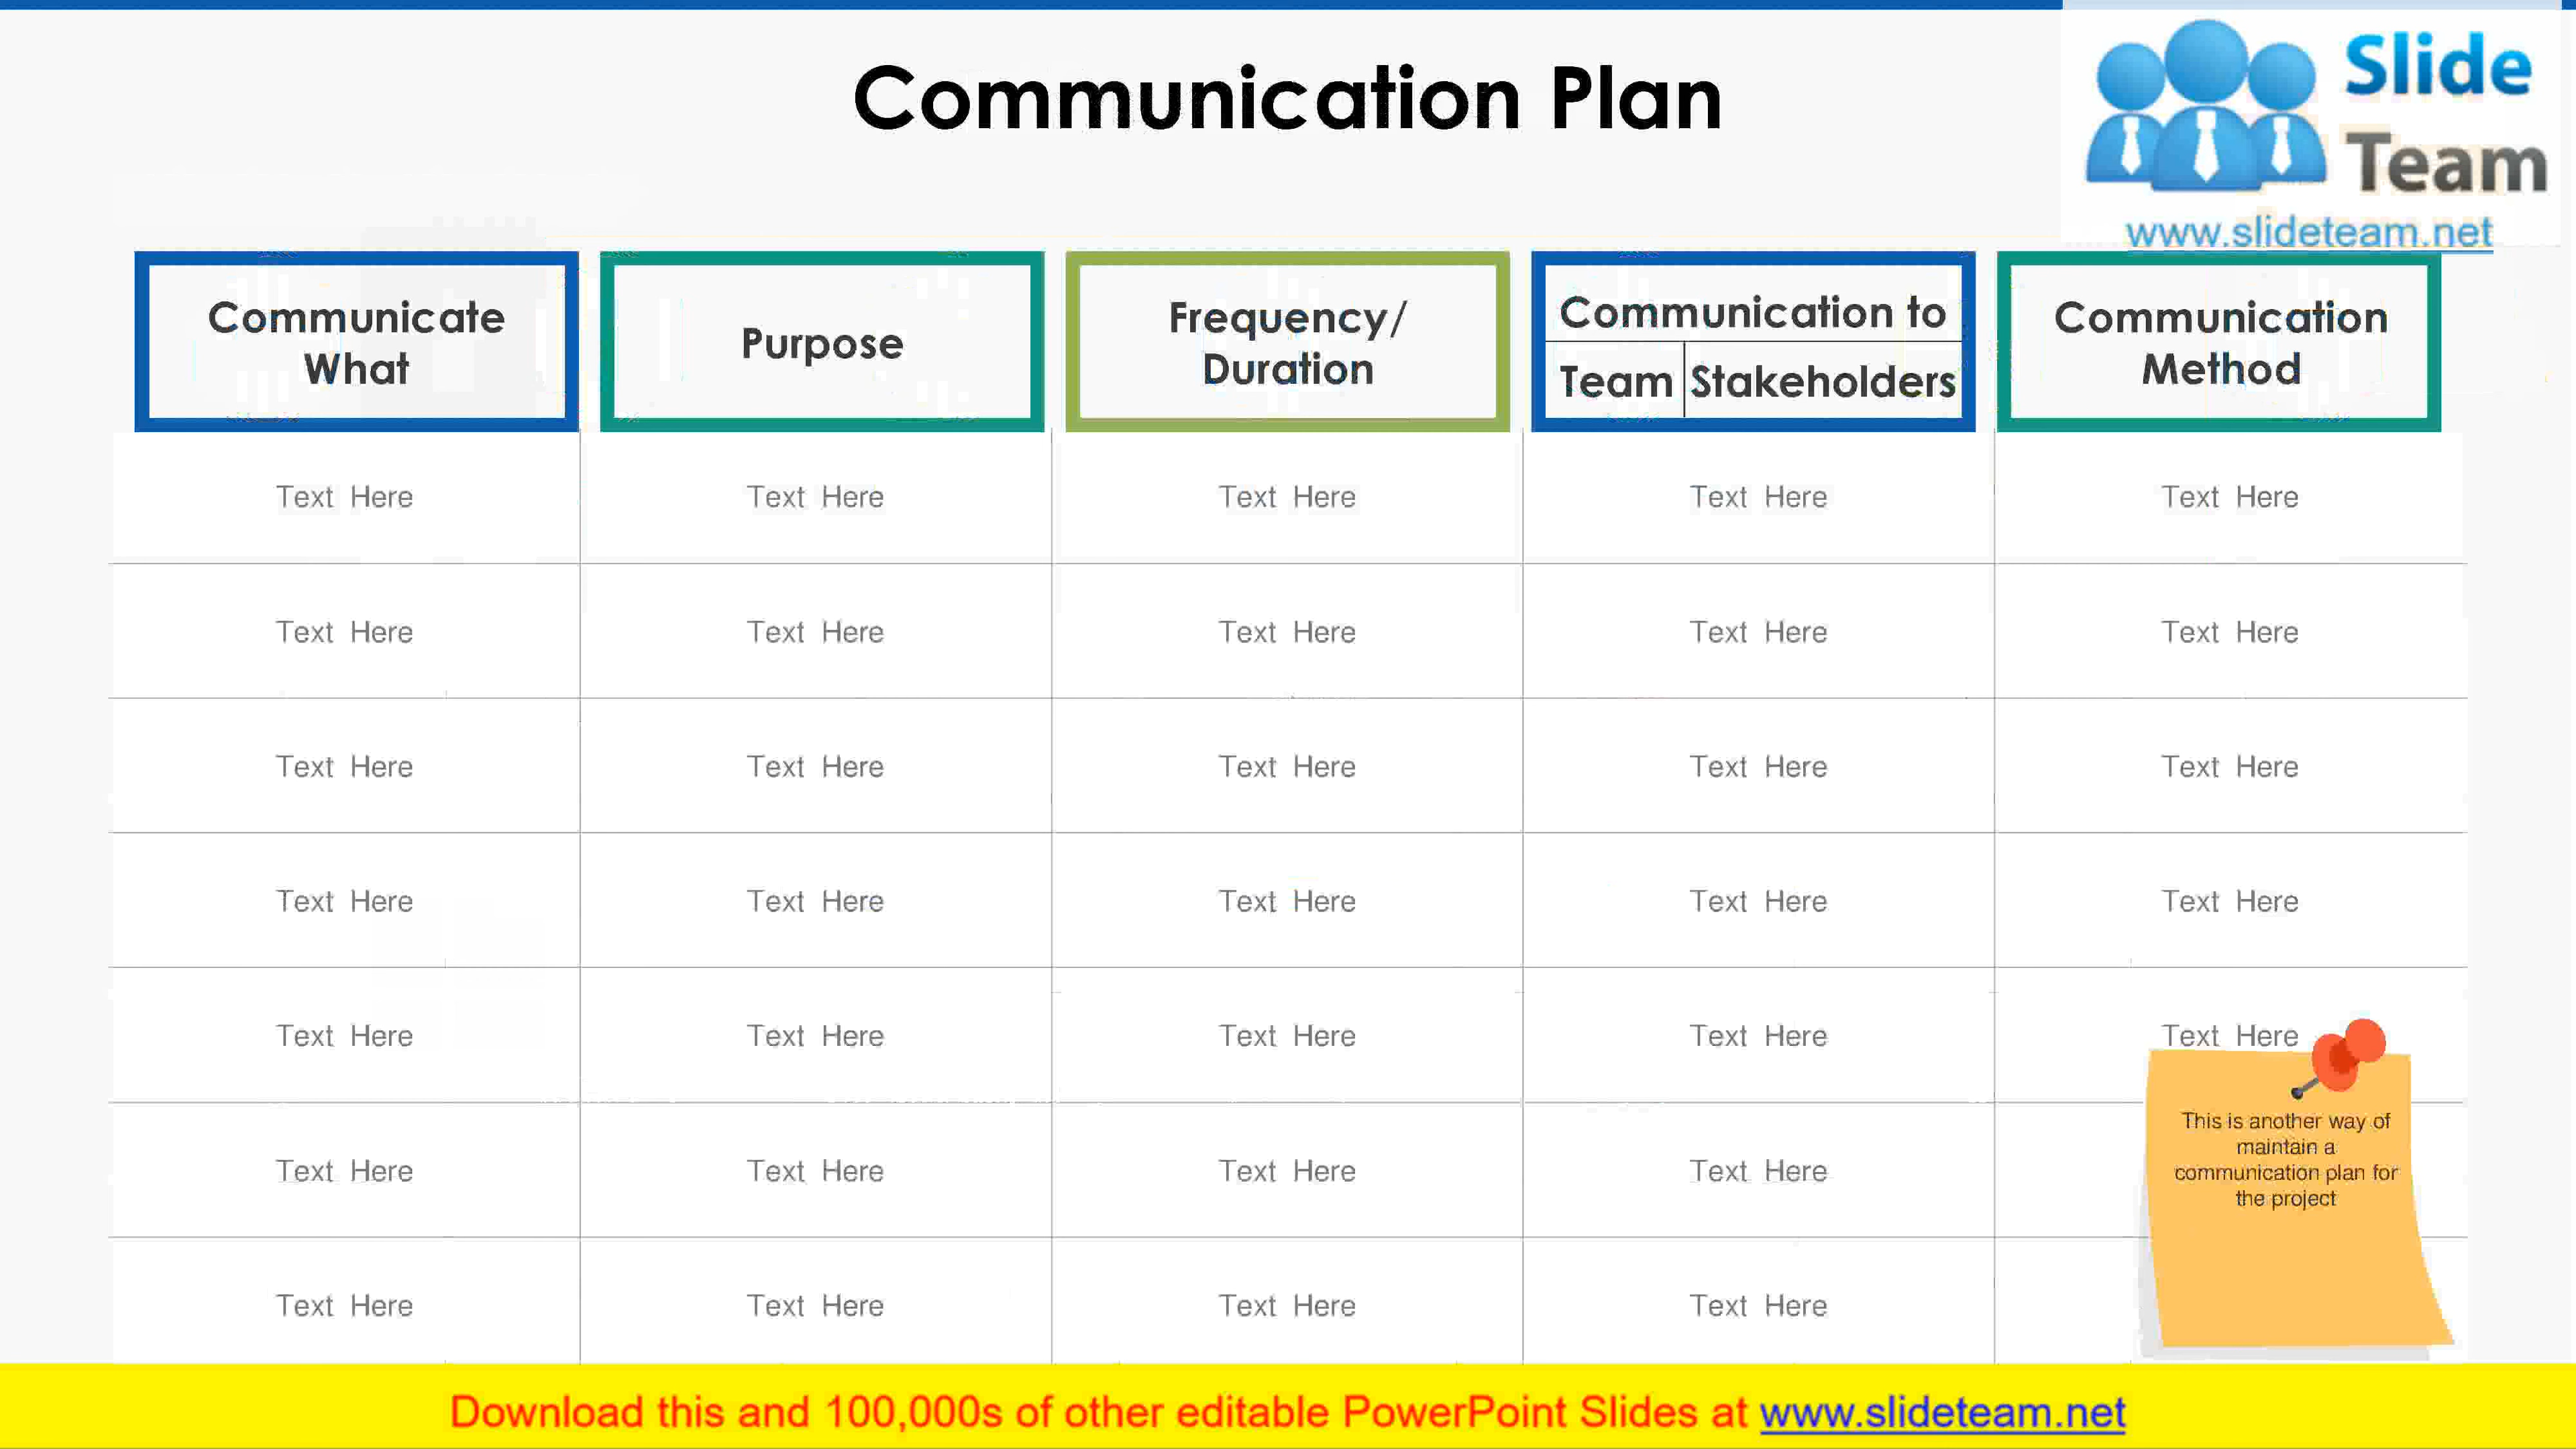 Communication Plan
Slide
Team
www.slideteam.net
Communicate
What
Purpose
Frequency/
Duration
Communication to
Team Stakeholders
Communication
Method
Text Here Text Here Text Here Text Here Text Here
Text Here Text Here Text Here Text Here Text Here
Text Here Text Here Text Here Text Here Text Here
Text Here Text Here Text Here Text Here Text Here
Text Here Text Here Text Here Text Here Text Here
Text Here Text Here Text Here Text Here
Text Here Text Here Text Here Text Here
This is another way of
maintain a
communication plan for
the project
Download this and 100,000s of other editable PowerPoint Slides at www.slideteam.net